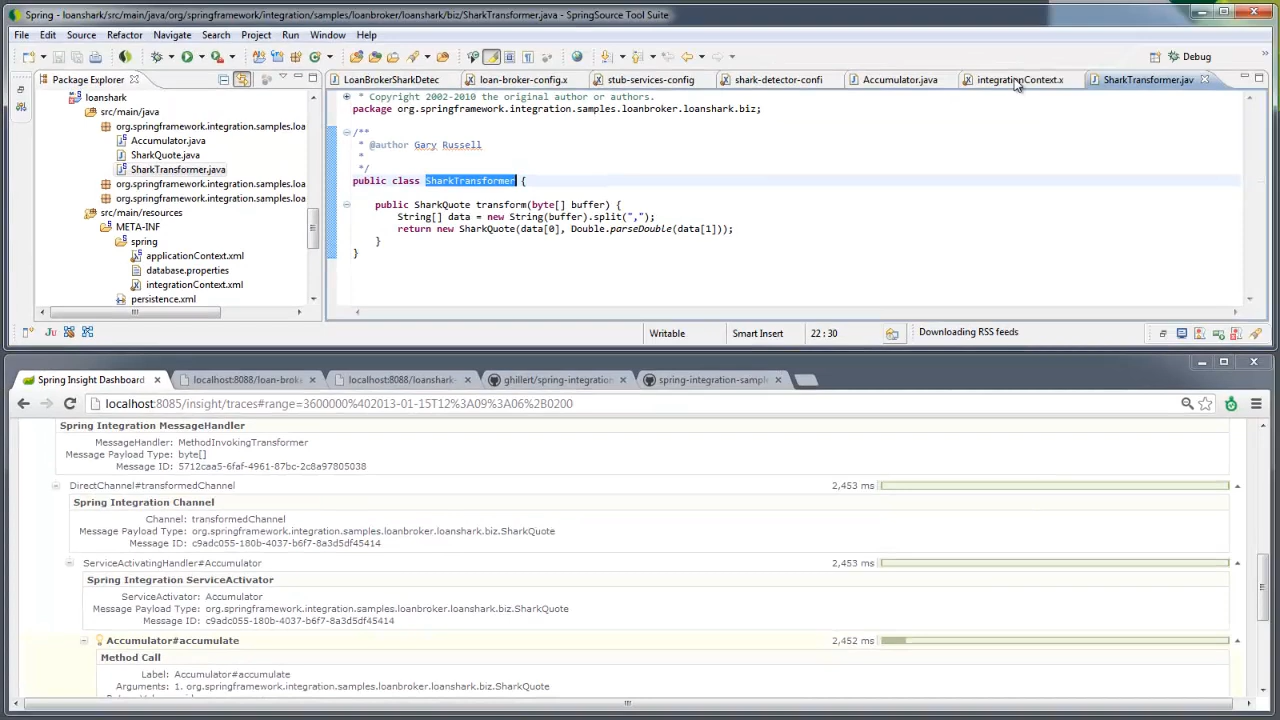 Spring - loanshark/src/main/java/org/springframework/integration/samples/loanbroker/loanshark/biz/SharkTransformer.java - SpringSource Tool Suite
File Edit Source Refactor Navigate Search Project Run Window Help
Debug
Package Explorer
LoanBrokerSharkDetec loan-broker-config.x stub-services-config shark-detector-confi Accumulator.java integrationContext.x SharkTransformer.jav
loanshark
src/main/java
org.springframework.integration.samples.loa
Accumulator.java
SharkQuote.java
SharkTransformer.java
org.springframework.integration.samples.loa
org.springframework.integration.samples.loa
src/main/resources
META-INF
spring
applicationContext.xml
database.properties
integrationContext.xml
persistence.xml
* Copyright 2002-2010 the original author or authors.
package org.springframework.integration.samples.loanbroker.loanshark.biz;
/**
* @author Gary Russell
*
*/
public class SharkTransformer {
public SharkQuote transform(byte[] buffer) {
String[] data = new String(buffer).split(",");
return new SharkQuote(data[0], Double.parseDouble(data[1]));
}
}
Ju
Writable Smart Insert 22 : 30 Downloading RSS feeds
Spring Insight Dashboard localhost:8088/loan-broke localhost:8088/loanshark- ghillert/spring-integration spring-integration-sampl
localhost:8085/insight/traces#range=3600000%402013-01-15T12%3A09%3A06%2B0200
Spring Integration MessageHandler
MessageHandler: MethodInvokingTransformer
Message Payload Type: byte[]
Message ID: 5712caa5-6faf-4961-87bc-2c8a97805038
DirectChannel#transformedChannel 2,453 ms
Spring Integration Channel
Channel: transformedChannel
Message Payload Type: org.springframework.integration.samples.loanbroker.loanshark.biz.SharkQuote
Message ID: c9adc055-180b-4037-b6f7-8a3d5df45414
ServiceActivatingHandler#Accumulator 2,453 ms
Spring Integration ServiceActivator
ServiceActivator: Accumulator
Message Payload Type: org.springframework.integration.samples.loanbroker.loanshark.biz.SharkQuote
Message ID: c9adc055-180b-4037-b6f7-8a3d5df45414
Accumulator#accumulate 2,452 ms
Method Call
Label: Accumulator#accumulate
Arguments: 1. org.springframework.integration.samples.loanbroker.loanshark.biz.SharkQuote